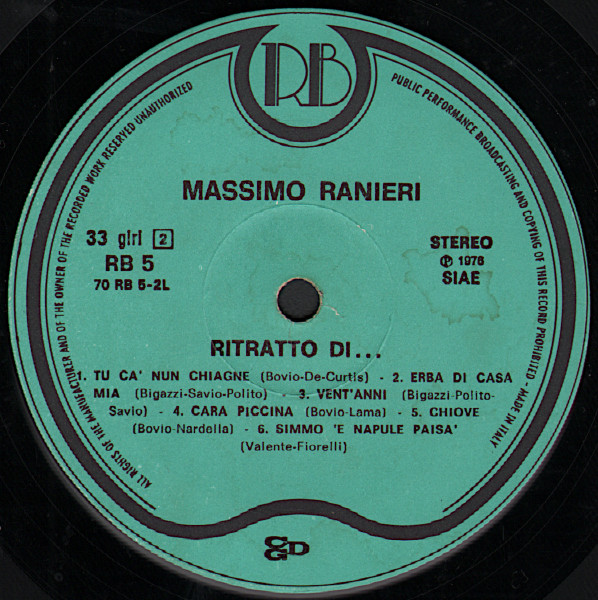 RB
ALL RIGHTS OF THE MANUFACTURER AND OF THE OWNER OF THE RECORDED WORK RESERVED UNAUTHORIZED
PUBLIC PERFORMANCE BROADCASTING AND COPYING OF THIS RECORD PROHIBITED - MADE IN ITALY
MASSIMO RANIERI
33 giri 2
RB 5
70 RB 5-2L
STEREO
℗ 1976
SIAE
RITRATTO DI...
1. TU CA' NUN CHIAGNE (Bovio-De-Curtis) - 2. ERBA DI CASA
MIA (Bigazzi-Savio-Polito) - 3. VENT'ANNI (Bigazzi-Polito-
Savio) - 4. CARA PICCINA (Bovio-Lama) - 5. CHIOVE
(Bovio-Nardella) - 6. SIMMO 'E NAPULE PAISA'
(Valente-Fiorelli)
CGD